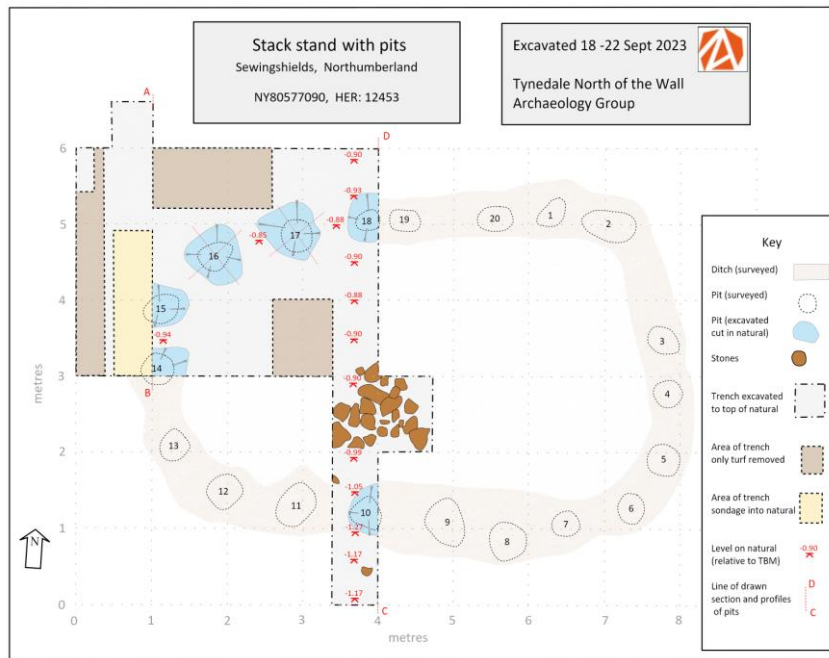 Stack stand with pits
Sewingshields, Northumberland
NY80577090, HER: 12453
Excavated 18 -22 Sept 2023
Tynedale North of the Wall
Archaeology Group
A
D
6
-0.90
-0.93
5
-0.88
-0.85
18
19
20
1
2
17
16
-0.90
4
-0.88
15
-0.94
-0.90
3
14
B
-0.90
3
4
2
13
-0.99
5
12
11
-1.05
10
9
8
7
6
1
-1.27
-1.17
-1.17
0
C
metres
0
1
2
3
4
5
6
7
8
metres
N
Key
Ditch (surveyed)
Pit (surveyed)
Pit (excavated
cut in natural)
Stones
Trench excavated
to top of natural
Area of trench
only turf removed
Area of trench
sondage into natural
Level on natural
(relative to TBM)
-0.90
Line of drawn
section and profiles
of pits
D
C